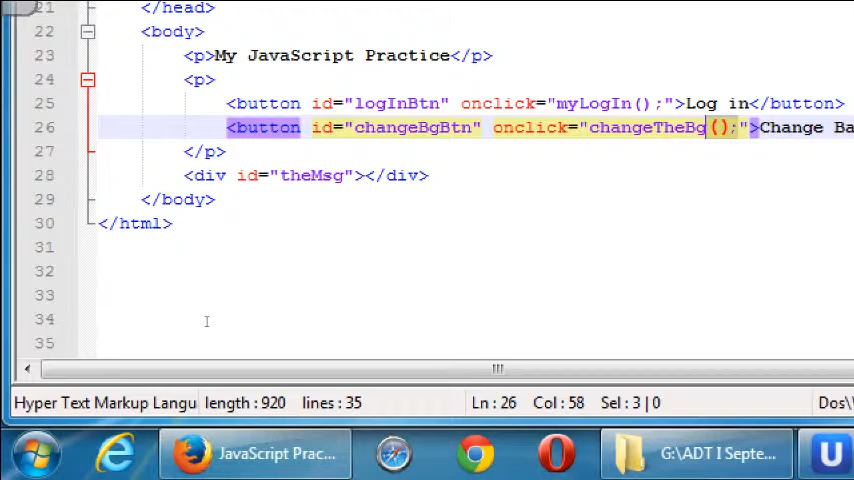 21 </head>
22 <body>
23 <p>My JavaScript Practice</p>
24 <p>
25 <button id="logInBtn" onclick="myLogIn();">Log in</button>
26 <button id="changeBgBtn" onclick="changeTheBg();">Change Ba
27 </p>
28 <div id="theMsg"></div>
29 </body>
30 </html>
31
32
33
34
35
Hyper Text Markup Langu length : 920 lines : 35 Ln : 26 Col : 58 Sel : 3 | 0 Dos\
JavaScript Prac... G:\ADT I Septe...